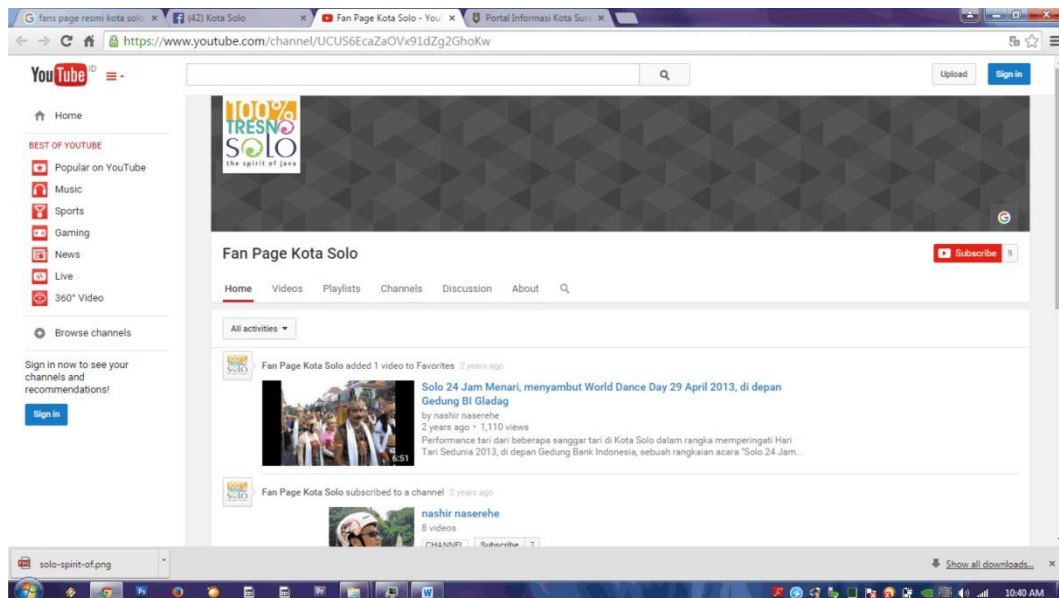 fans page resmi kota solo
(42) Kota Solo
Fan Page Kota Solo - You
Portal Informasi Kota Sura
https://www.youtube.com/channel/UCUS6EcaZaOVx91dZg2GhoKw
YouTube ID
Upload
Sign in
Home
BEST OF YOUTUBE
Popular on YouTube
Music
Sports
Gaming
News
Live
360° Video
Browse channels
Sign in now to see your
channels and
recommendations!
Sign in
100%
TRESNO
SOLO
the spirit of java
Fan Page Kota Solo
Subscribe 9
Home Videos Playlists Channels Discussion About
All activities
Fan Page Kota Solo added 1 video to Favorites 2 years ago
Solo 24 Jam Menari, menyambut World Dance Day 29 April 2013, di depan
Gedung BI Gladag
by nashir naserehe
2 years ago • 1,110 views
Performance tari dari beberapa sanggar tari di Kota Solo dalam rangka memperingati Hari
Tari Sedunia 2013, di depan Gedung Bank Indonesia, sebuah rangkaian acara "Solo 24 Jam...
6:51
Fan Page Kota Solo subscribed to a channel 2 years ago
nashir naserehe
8 videos
CHANNEL Subscribe 7
solo-spirit-of.png
Show all downloads...
10:40 AM